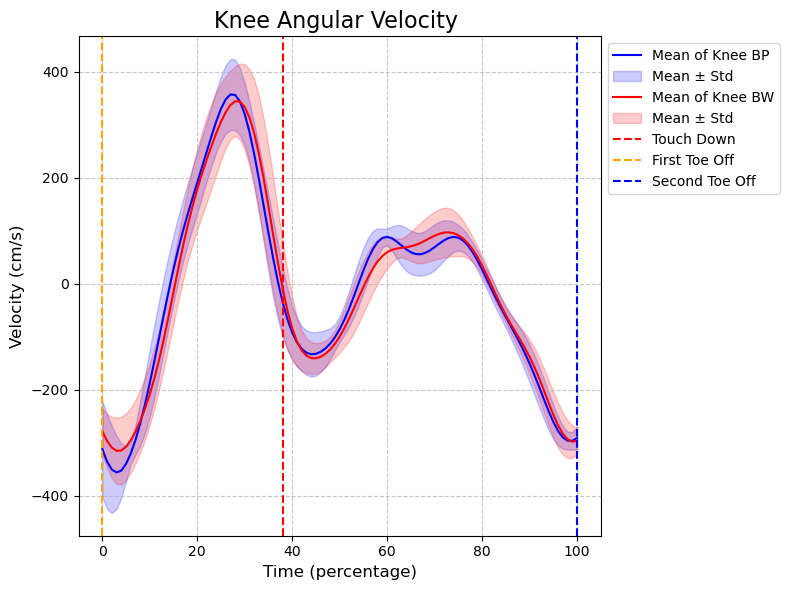 Knee Angular Velocity
Velocity (cm/s)
400
200
0
−200
−400
0 20 40 60 80 100
Time (percentage)
Mean of Knee BP
Mean ± Std
Mean of Knee BW
Mean ± Std
Touch Down
First Toe Off
Second Toe Off